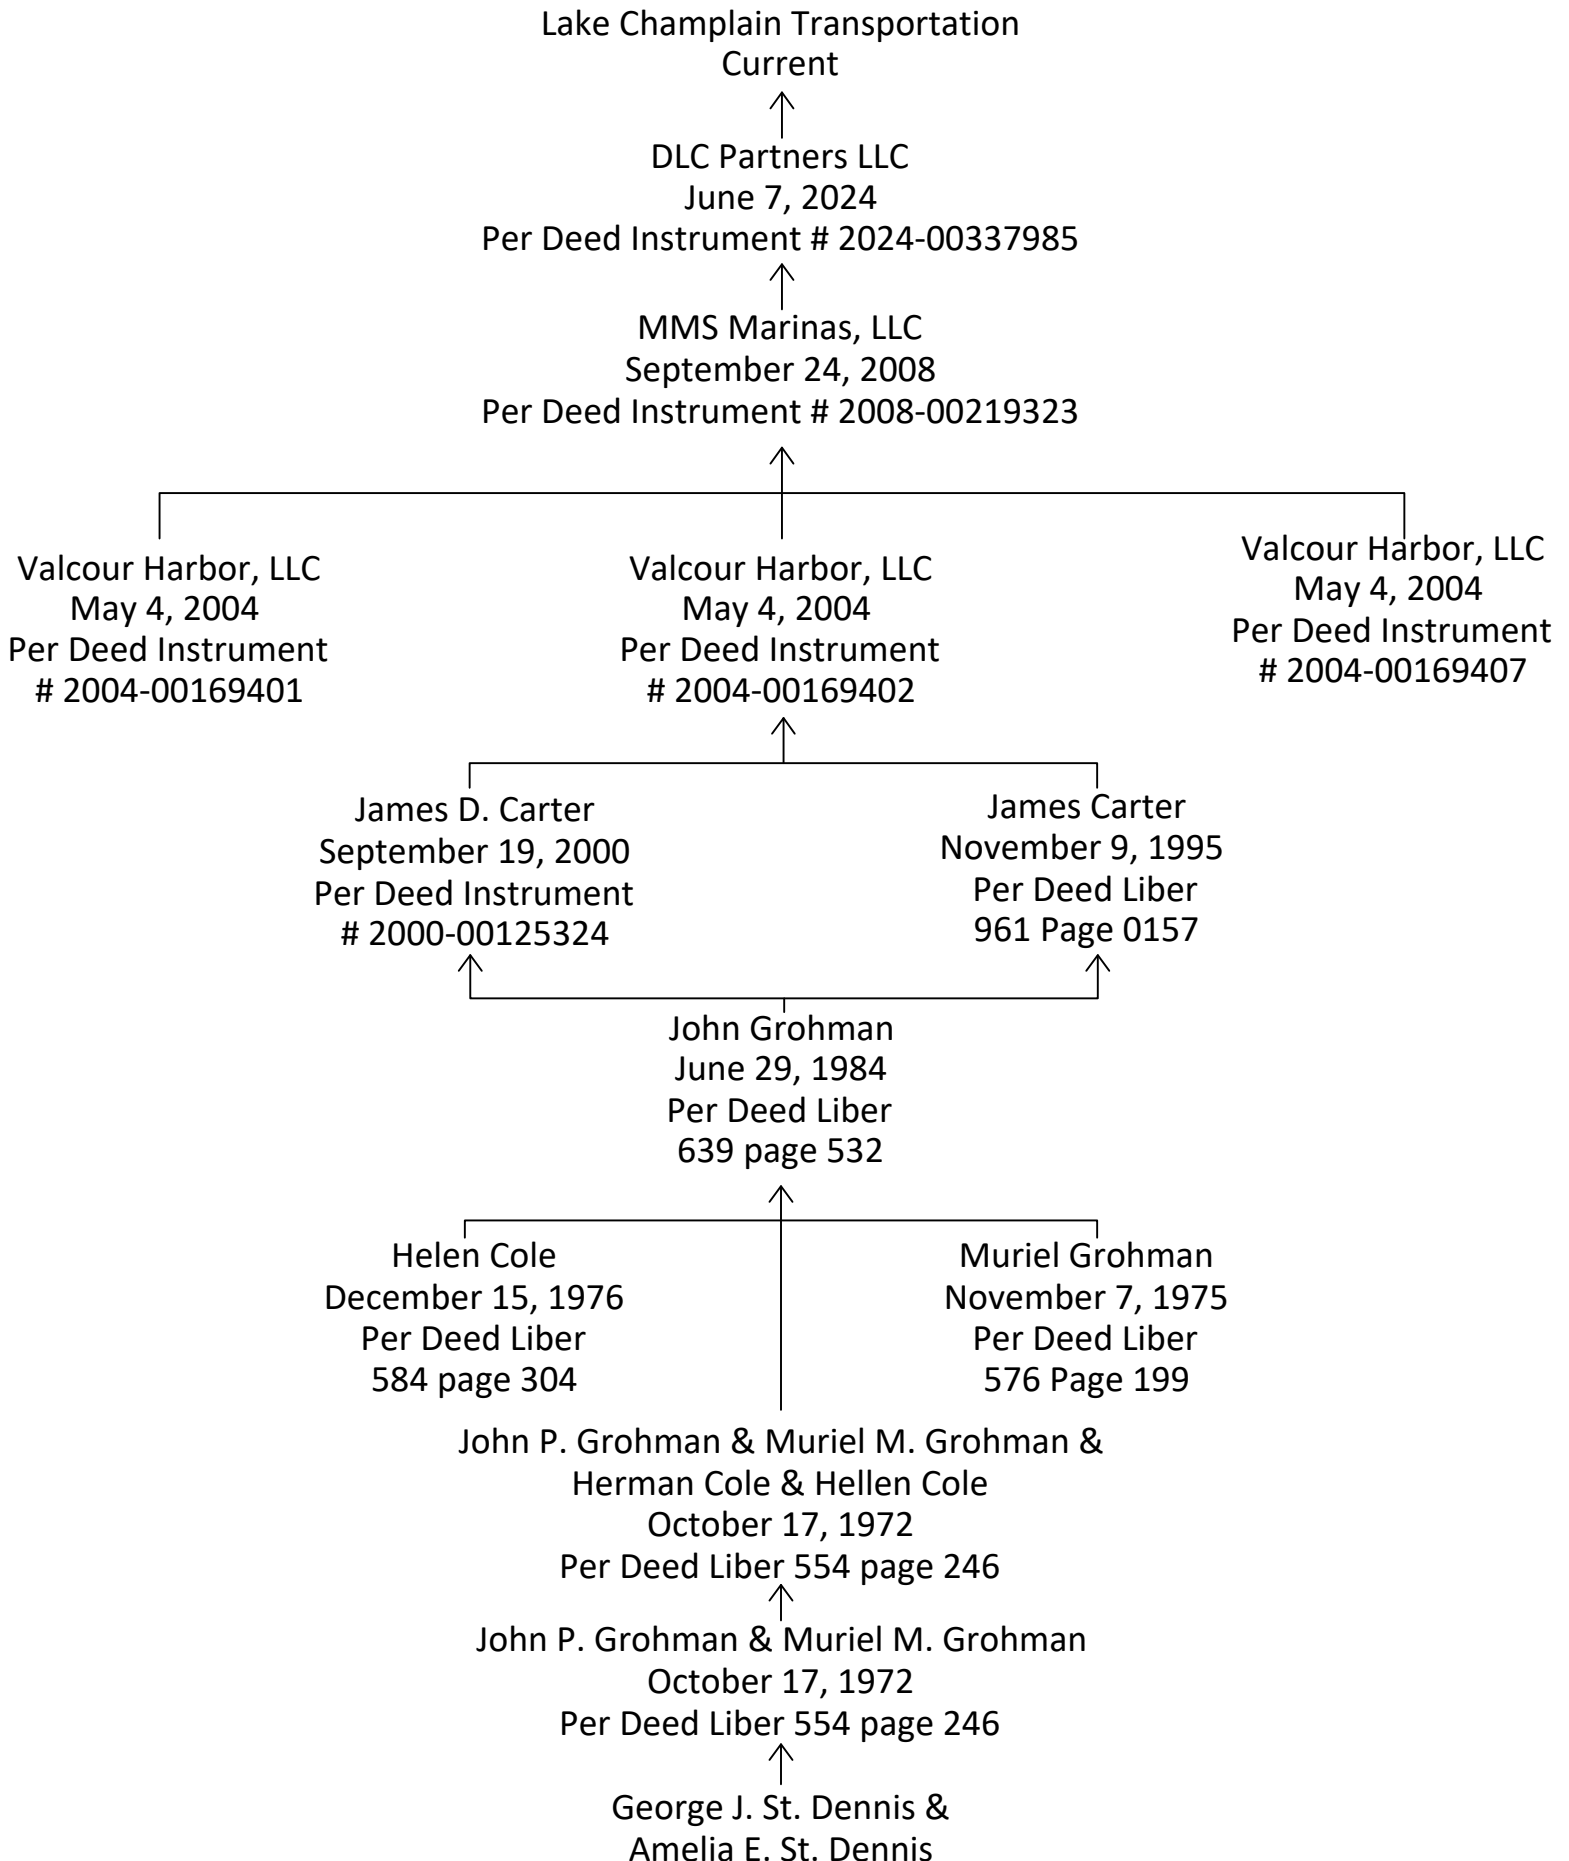 Lake Champlain Transportation
Current
DLC Partners LLC
June 7, 2024
Per Deed Instrument # 2024-00337985
MMS Marinas, LLC
September 24, 2008
Per Deed Instrument # 2008-00219323
Valcour Harbor, LLC
May 4, 2004
Per Deed Instrument
# 2004-00169401
Valcour Harbor, LLC
May 4, 2004
Per Deed Instrument
# 2004-00169402
Valcour Harbor, LLC
May 4, 2004
Per Deed Instrument
# 2004-00169407
James D. Carter
September 19, 2000
Per Deed Instrument
# 2000-00125324
James Carter
November 9, 1995
Per Deed Liber
961 Page 0157
John Grohman
June 29, 1984
Per Deed Liber
639 page 532
Helen Cole
December 15, 1976
Per Deed Liber
584 page 304
Muriel Grohman
November 7, 1975
Per Deed Liber
576 Page 199
John P. Grohman & Muriel M. Grohman &
Herman Cole & Hellen Cole
October 17, 1972
Per Deed Liber 554 page 246
John P. Grohman & Muriel M. Grohman
October 17, 1972
Per Deed Liber 554 page 246
George J. St. Dennis &
Amelia E. St. Dennis